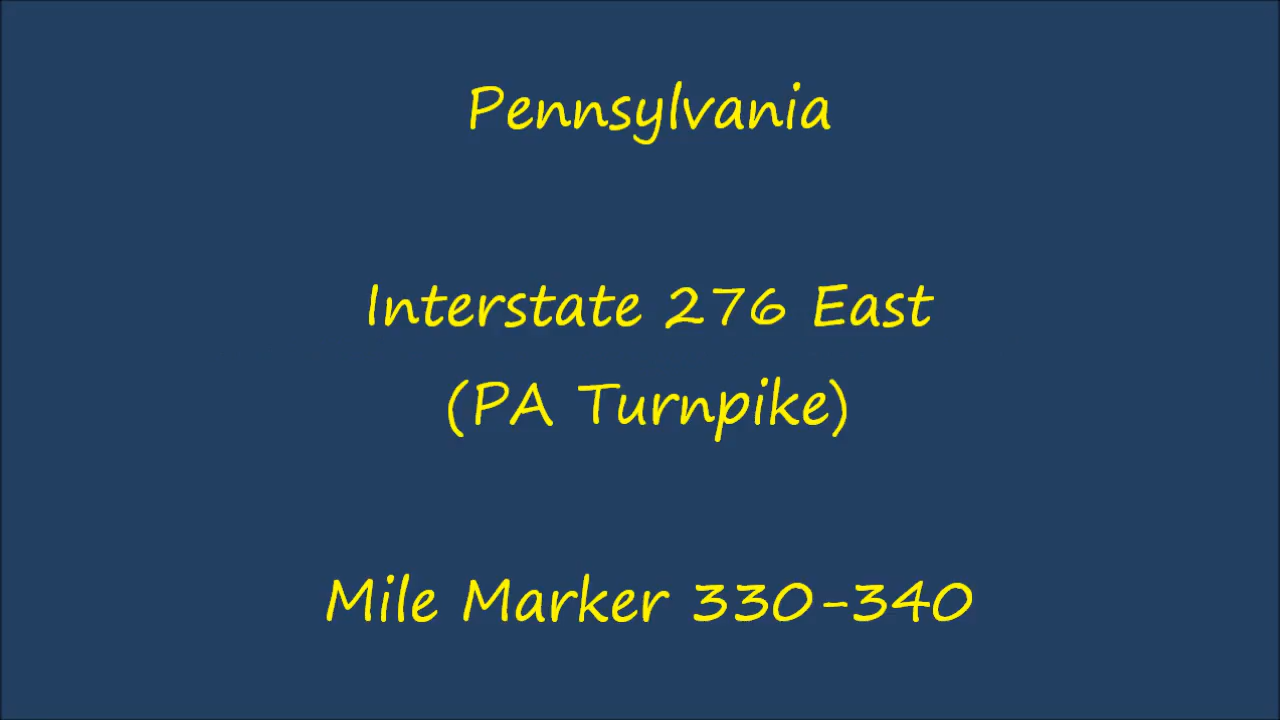 Pennsylvania
Interstate 276 East
(PA Turnpike)
Mile Marker 330-340